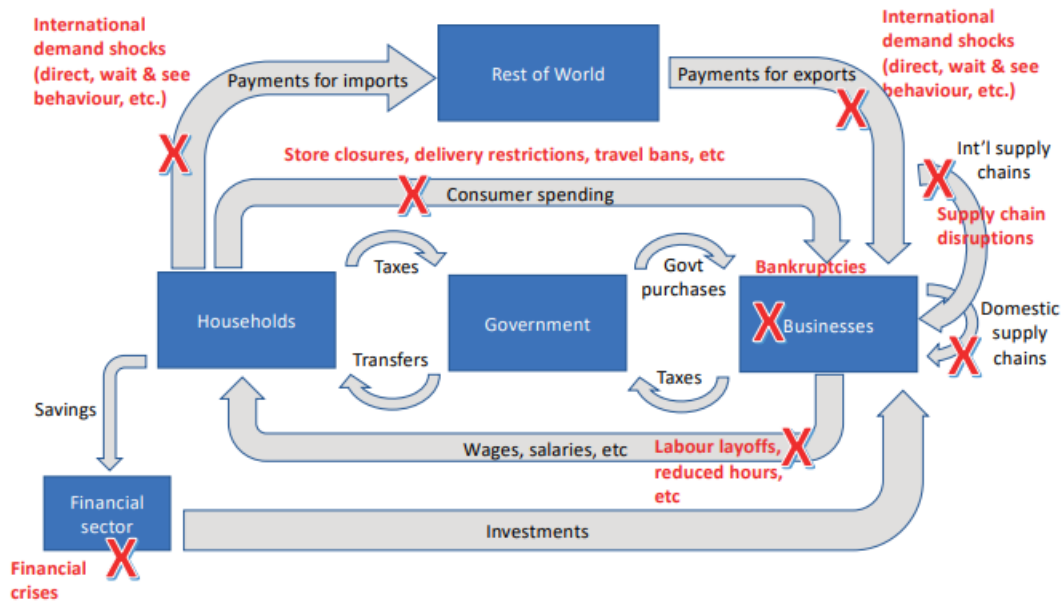 International
demand shocks
(direct, wait & see
behaviour, etc.)
Payments for imports
Rest of World
Payments for exports
International
demand shocks
(direct, wait & see
behaviour, etc.)
X
X
Store closures, delivery restrictions, travel bans, etc
Int'l supply
chains
X
X
Consumer spending
Supply chain
disruptions
Taxes
Govt
purchases
Bankruptcies
Households
Government
X
Businesses
Domestic
supply
chains
X
Transfers
Taxes
Savings
Wages, salaries, etc
Labour layoffs,
reduced hours,
etc
X
Financial
sector
X
Investments
Financial
crises